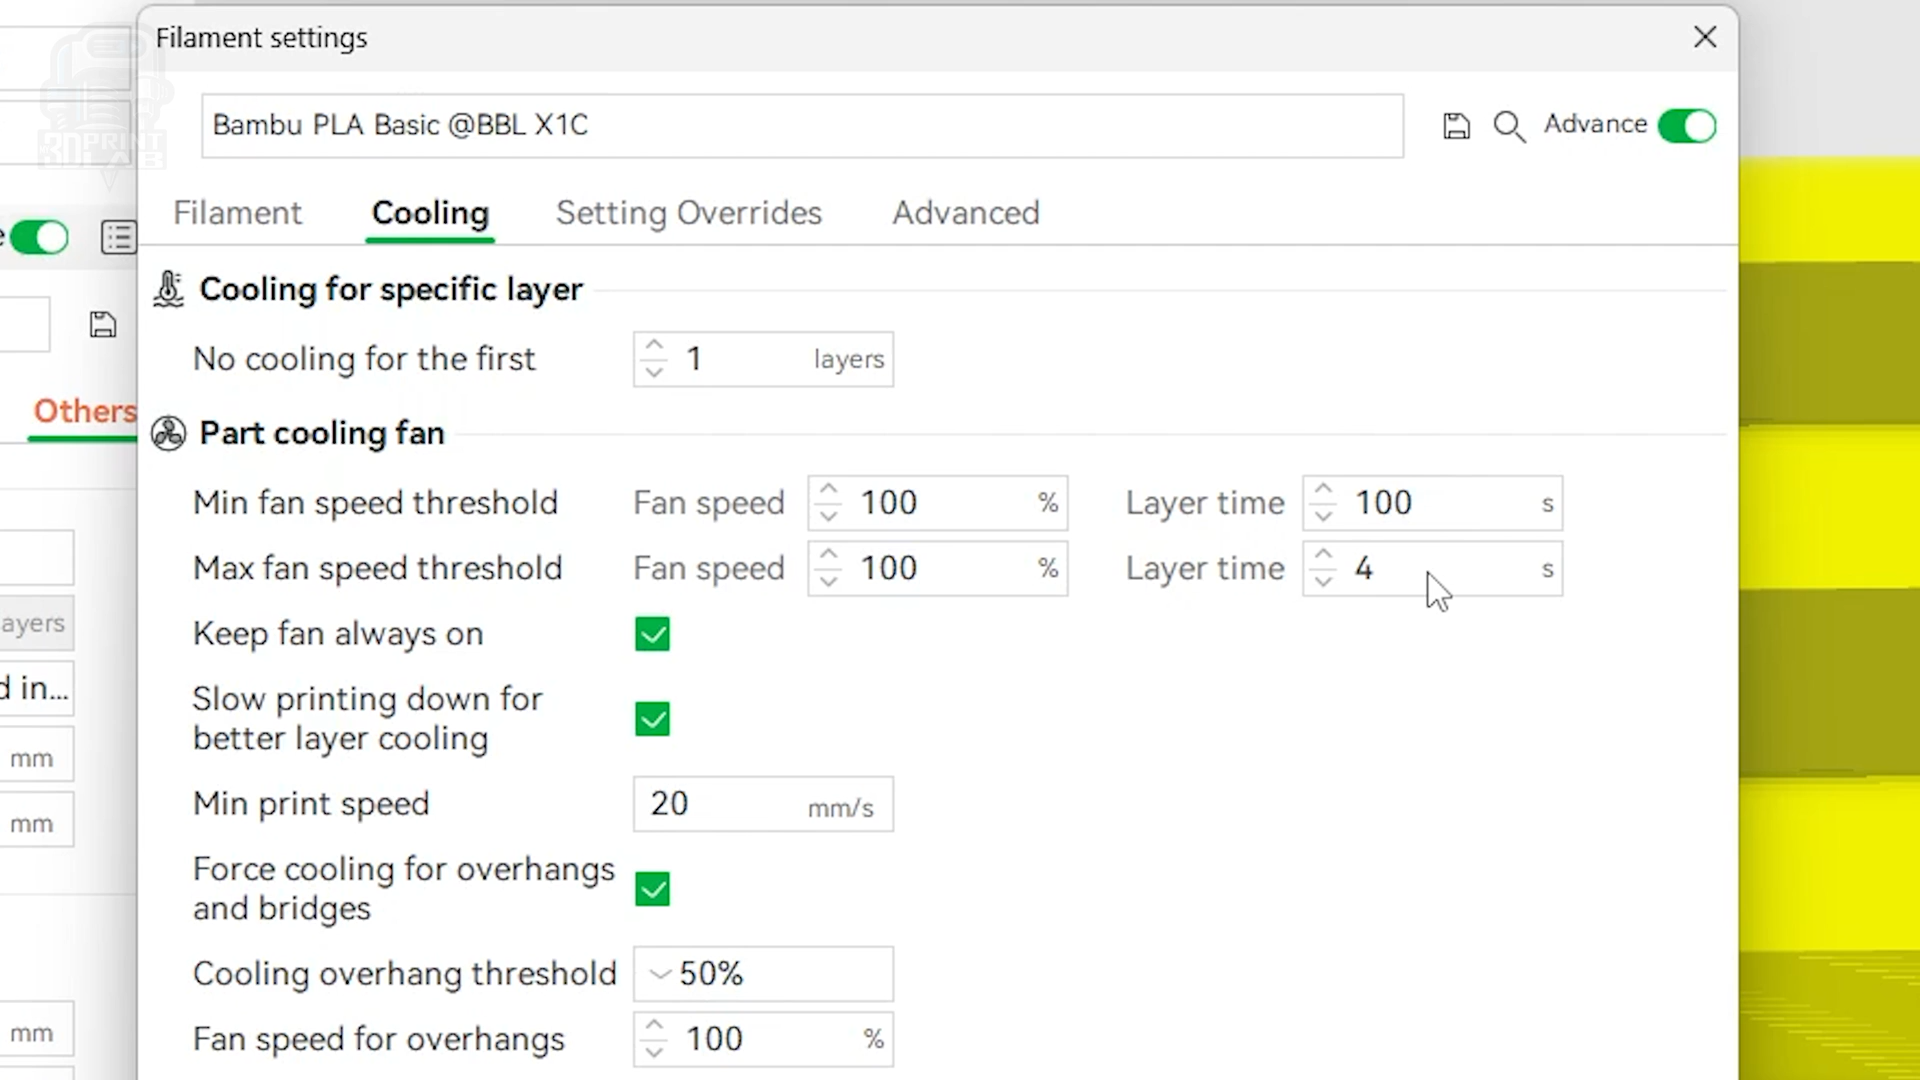 Filament settings
Bambu PLA Basic @BBL X1C
Advance
Filament
Cooling
Setting Overrides
Advanced
Cooling for specific layer
No cooling for the first
1 layers
Others
Part cooling fan
Min fan speed threshold
Fan speed
100 %
Layer time
100 s
Max fan speed threshold
Fan speed
100 %
Layer time
4 s
ayers
Keep fan always on
d in...
Slow printing down for
better layer cooling
mm
Min print speed
20 mm/s
mm
Force cooling for overhangs
and bridges
Cooling overhang threshold
50%
mm
Fan speed for overhangs
100 %
3DPRINT
LAB